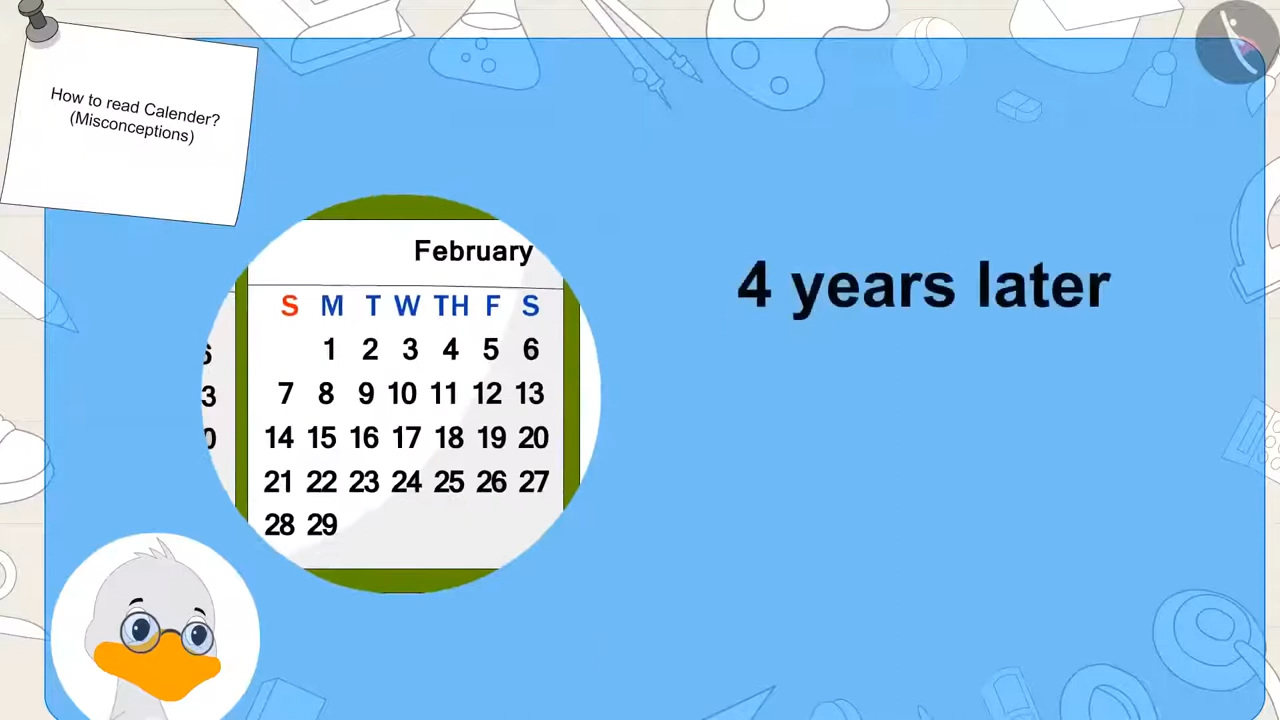 How to read Calender?
(Misconceptions)
February
S M T W TH F S
1 2 3 4 5 6
7 8 9 10 11 12 13
14 15 16 17 18 19 20
21 22 23 24 25 26 27
28 29
4 years later